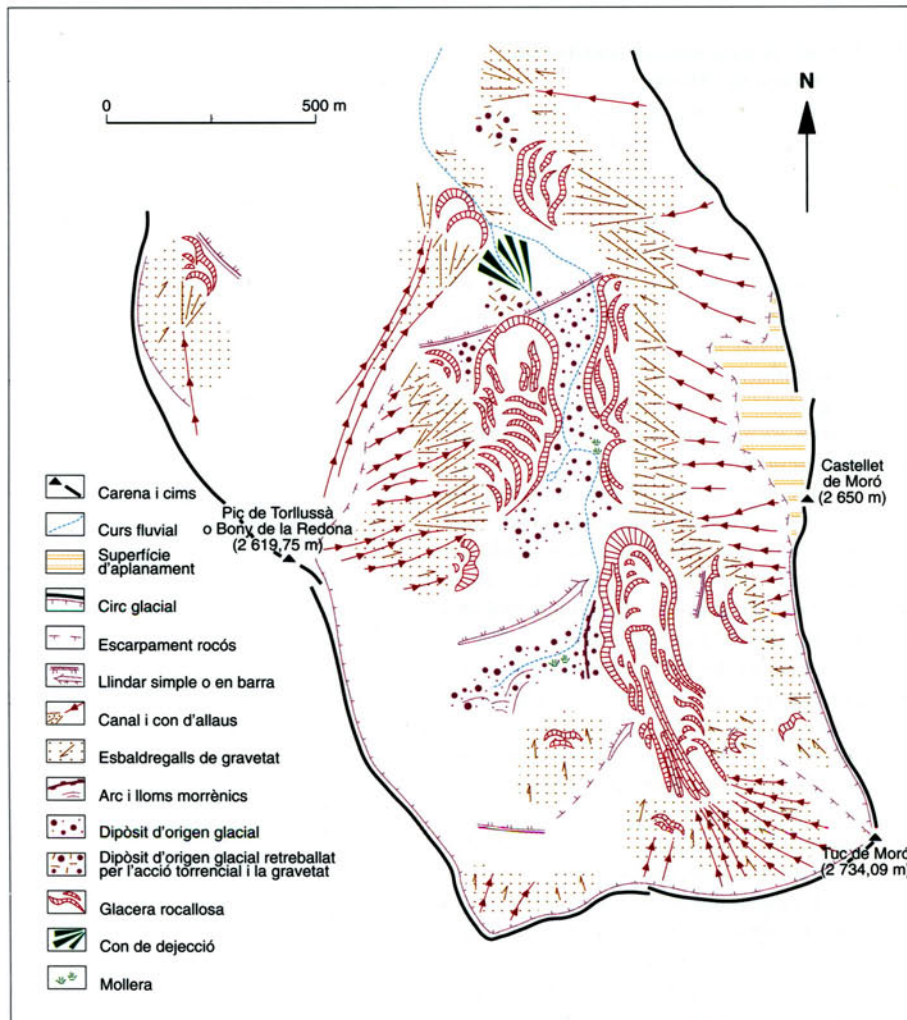 0
500 m
N
Castellet
de Moró
(2 650 m)
Piç de Torllussà
o Bony de la Redona
(2 619,75 m)
Tuc de Moró
(2 734,09 m)
Carena i cims
Curs fluvial
Superfície
d'aplanament
Circ glacial
Escarpament rocós
Llindar simple o en barra
Canal i con d'allaus
Esbaldregalls de gravetat
Arc i lloms morrènics
Dipòsit d'origen glacial
Dipòsit d'origen glacial retreballat
per l'acció torrencial i la gravetat
Glacera rocallosa
Con de dejecció
Mollera